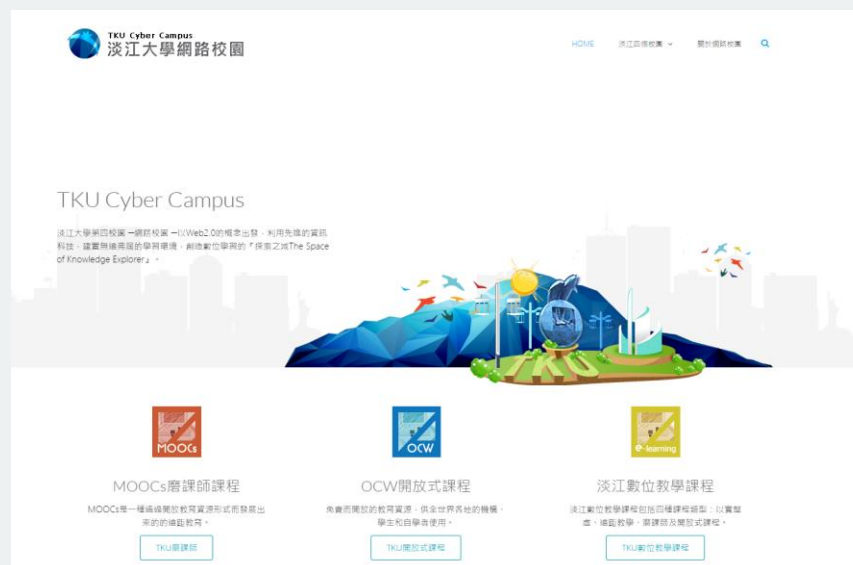 TKU Cyber Campus
淡江大學網路校園
HOME
淡江四個校園
關於網路校園
TKU Cyber Campus
淡江大學第四校園 —網路校園 —以Web2.0的概念出發，利用先進的資訊
科技，建置無遠弗屆的學習環境，創造數位學習的『探索之城The Space
of Knowledge Explorer』。
TKU
MOOCs
OCW
e-learning
MOOCs磨課師課程
OCW開放式課程
淡江數位教學課程
MOOCs是一種透過開放教育資源形式而發展出
來的的遠距教育。
免費而開放的教育資源，供全世界各地的機構、
學生和自學者使用。
淡江數位教學課程包括四種課程類型：以實整
虛、遠距教學、磨課師及開放式課程。
TKU磨課師
TKU開放式課程
TKU數位教學課程